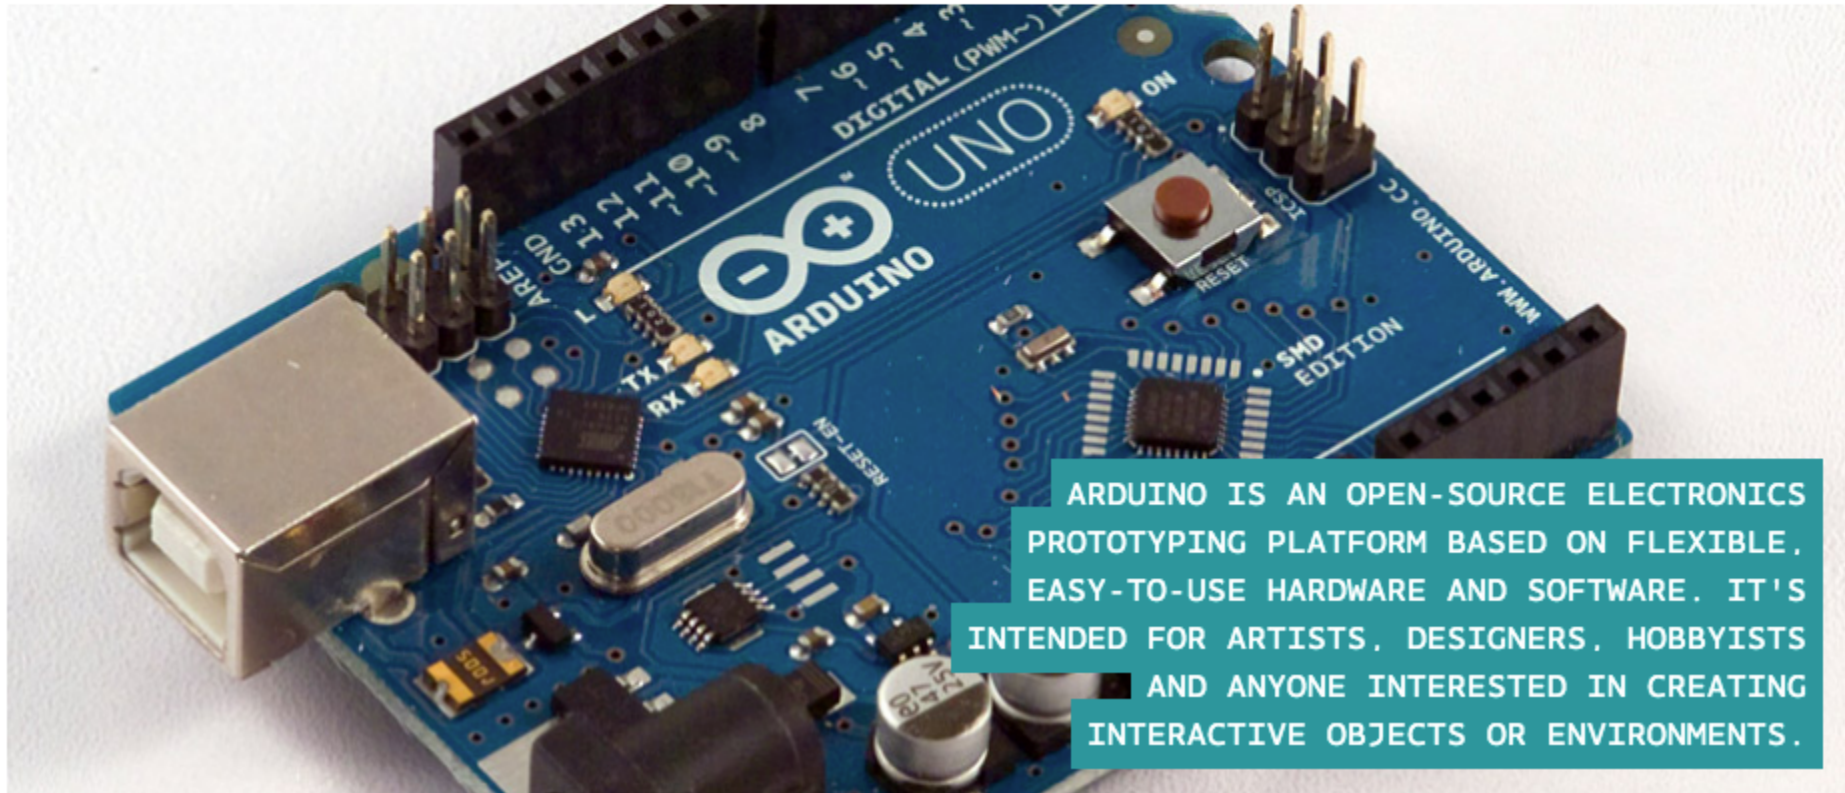 ~3
4
~5
~6
7
DIGITAL (PWM~)
8
~9
~10
~11
12
13
GND
AREF
UNO
ON
ICSP
ARDUINO
L
TX
RX
RESET
RESET-EN
WWW.ARDUINO.CC
SMD
EDITION
47
25V
ARDUINO IS AN OPEN-SOURCE ELECTRONICS
PROTOTYPING PLATFORM BASED ON FLEXIBLE,
EASY-TO-USE HARDWARE AND SOFTWARE. IT'S
INTENDED FOR ARTISTS, DESIGNERS, HOBBYISTS
AND ANYONE INTERESTED IN CREATING
INTERACTIVE OBJECTS OR ENVIRONMENTS.